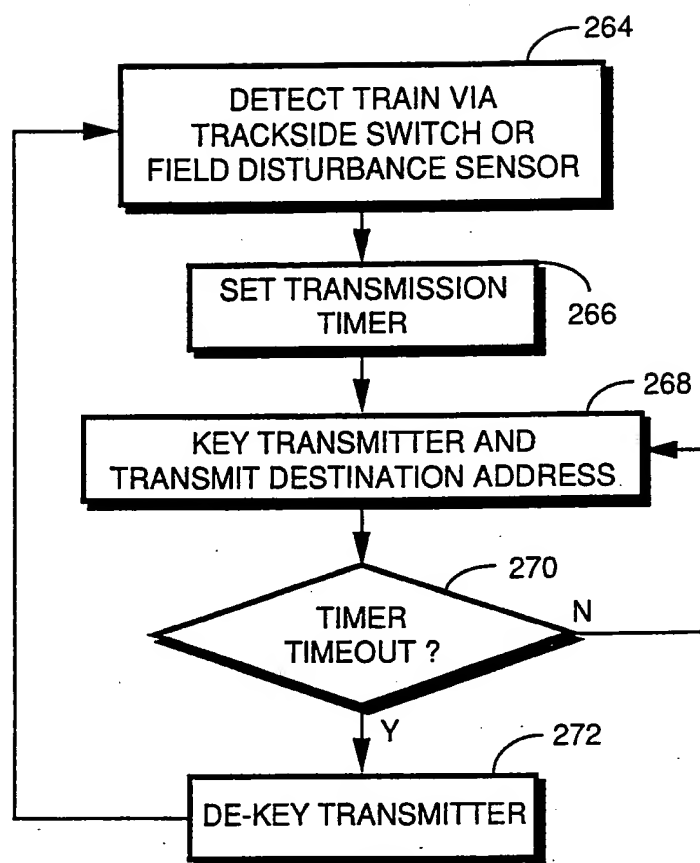 264
DETECT TRAIN VIA
TRACKSIDE SWITCH OR
FIELD DISTURBANCE SENSOR
SET TRANSMISSION
TIMER
266
268
KEY TRANSMITTER AND
TRANSMIT DESTINATION ADDRESS
270
TIMER
TIMEOUT ?
N
Y
272
DE-KEY TRANSMITTER